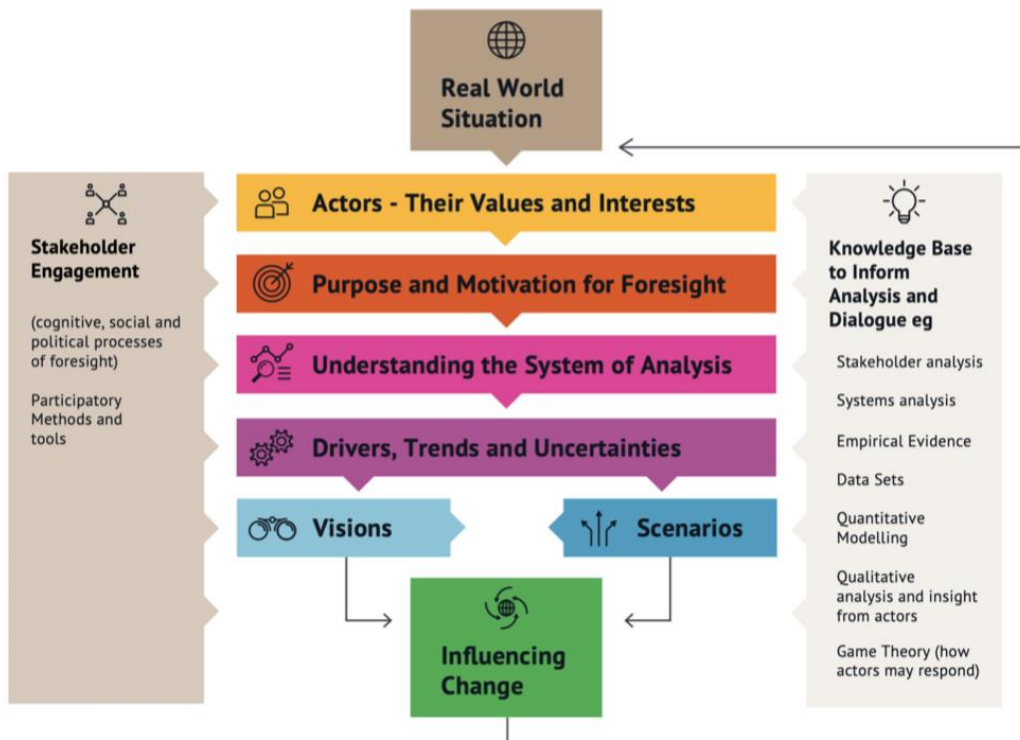 Real World
Situation
Stakeholder
Engagement
(cognitive, social and
political processes
of foresight)
Participatory
Methods and
tools
Actors - Their Values and Interests
Purpose and Motivation for Foresight
Understanding the System of Analysis
Drivers, Trends and Uncertainties
Visions
Scenarios
Influencing
Change
Knowledge Base
to Inform
Analysis and
Dialogue eg
Stakeholder analysis
Systems analysis
Empirical Evidence
Data Sets
Quantitative
Modelling
Qualitative
analysis and insight
from actors
Game Theory (how
actors may respond)